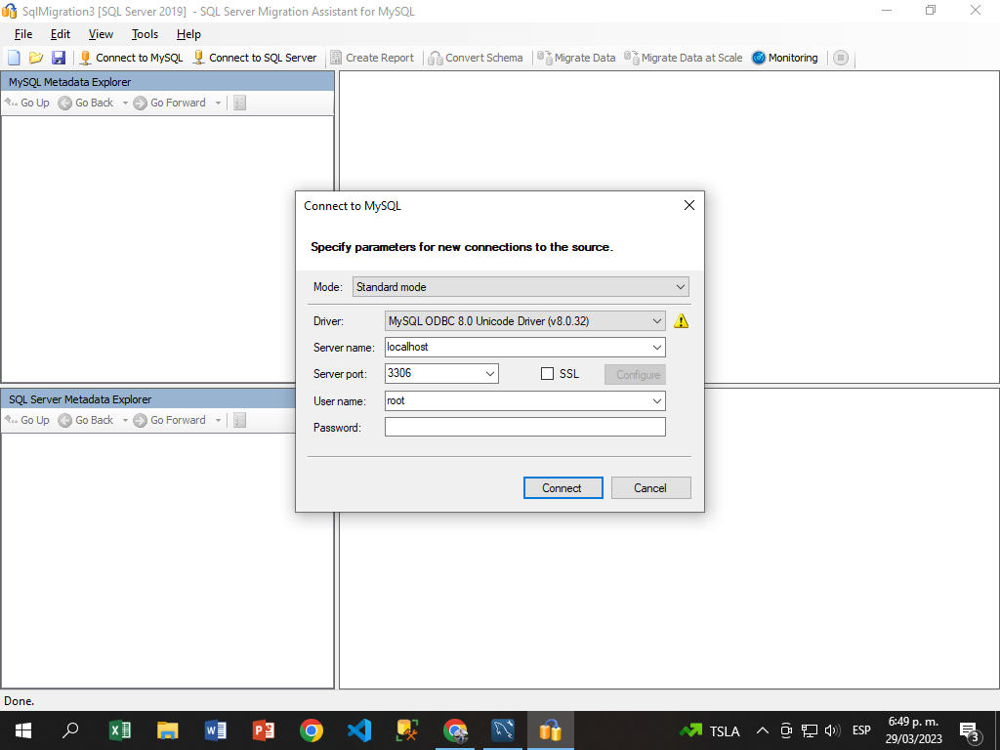 SqlMigration3 [SQL Server 2019] - SQL Server Migration Assistant for MySQL
File Edit View Tools Help
Connect to MySQL Connect to SQL Server Create Report Convert Schema Migrate Data Migrate Data at Scale Monitoring
MySQL Metadata Explorer
Go Up Go Back Go Forward
Connect to MySQL
Specify parameters for new connections to the source.
Mode: Standard mode
Driver: MySQL ODBC 8.0 Unicode Driver (v8.0.32)
Server name: localhost
Server port: 3306 SSL Configure
User name: root
Password:
Connect Cancel
SQL Server Metadata Explorer
Go Up Go Back Go Forward
Done.
TSLA ESP 6:49 p. m.
29/03/2023 3